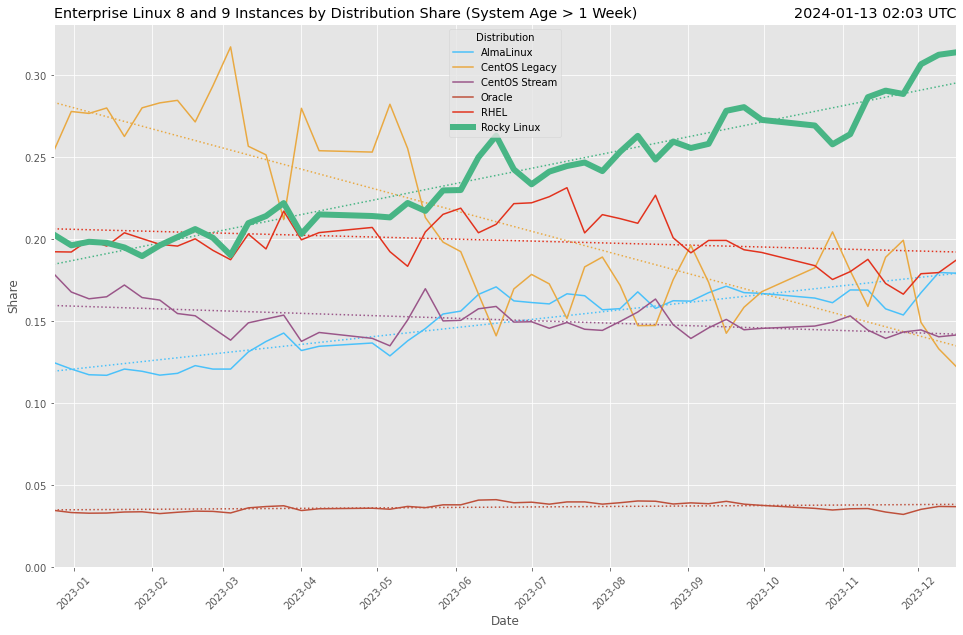 Enterprise Linux 8 and 9 Instances by Distribution Share (System Age > 1 Week)
2024-01-13 02:03 UTC
Distribution
AlmaLinux
CentOS Legacy
CentOS Stream
Oracle
RHEL
Rocky Linux
Share
0.30
0.25
0.20
0.15
0.10
0.05
0.00
2023-01
2023-02
2023-03
2023-04
2023-05
2023-06
2023-07
2023-08
2023-09
2023-10
2023-11
2023-12
Date